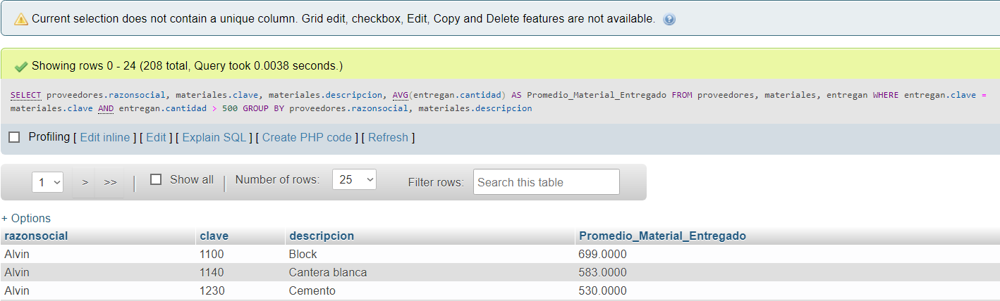 Current selection does not contain a unique column. Grid edit, checkbox, Edit, Copy and Delete features are not available.
Showing rows 0 - 24 (208 total, Query took 0.0038 seconds.)
SELECT proveedores.razonsocial, materiales.clave, materiales.descripcion, AVG(entregan.cantidad) AS Promedio_Material_Entregado FROM proveedores, materiales, entregan WHERE entregan.clave =
materiales.clave AND entregan.cantidad > 500 GROUP BY proveedores.razonsocial, materiales.descripcion
Profiling [ Edit inline ] [ Edit ] [ Explain SQL ] [ Create PHP code ] [ Refresh ]
1 > >> Show all Number of rows: 25 Filter rows: Search this table
+ Options
razonsocial clave descripcion Promedio_Material_Entregado
Alvin 1100 Block 699.0000
Alvin 1140 Cantera blanca 583.0000
Alvin 1230 Cemento 530.0000